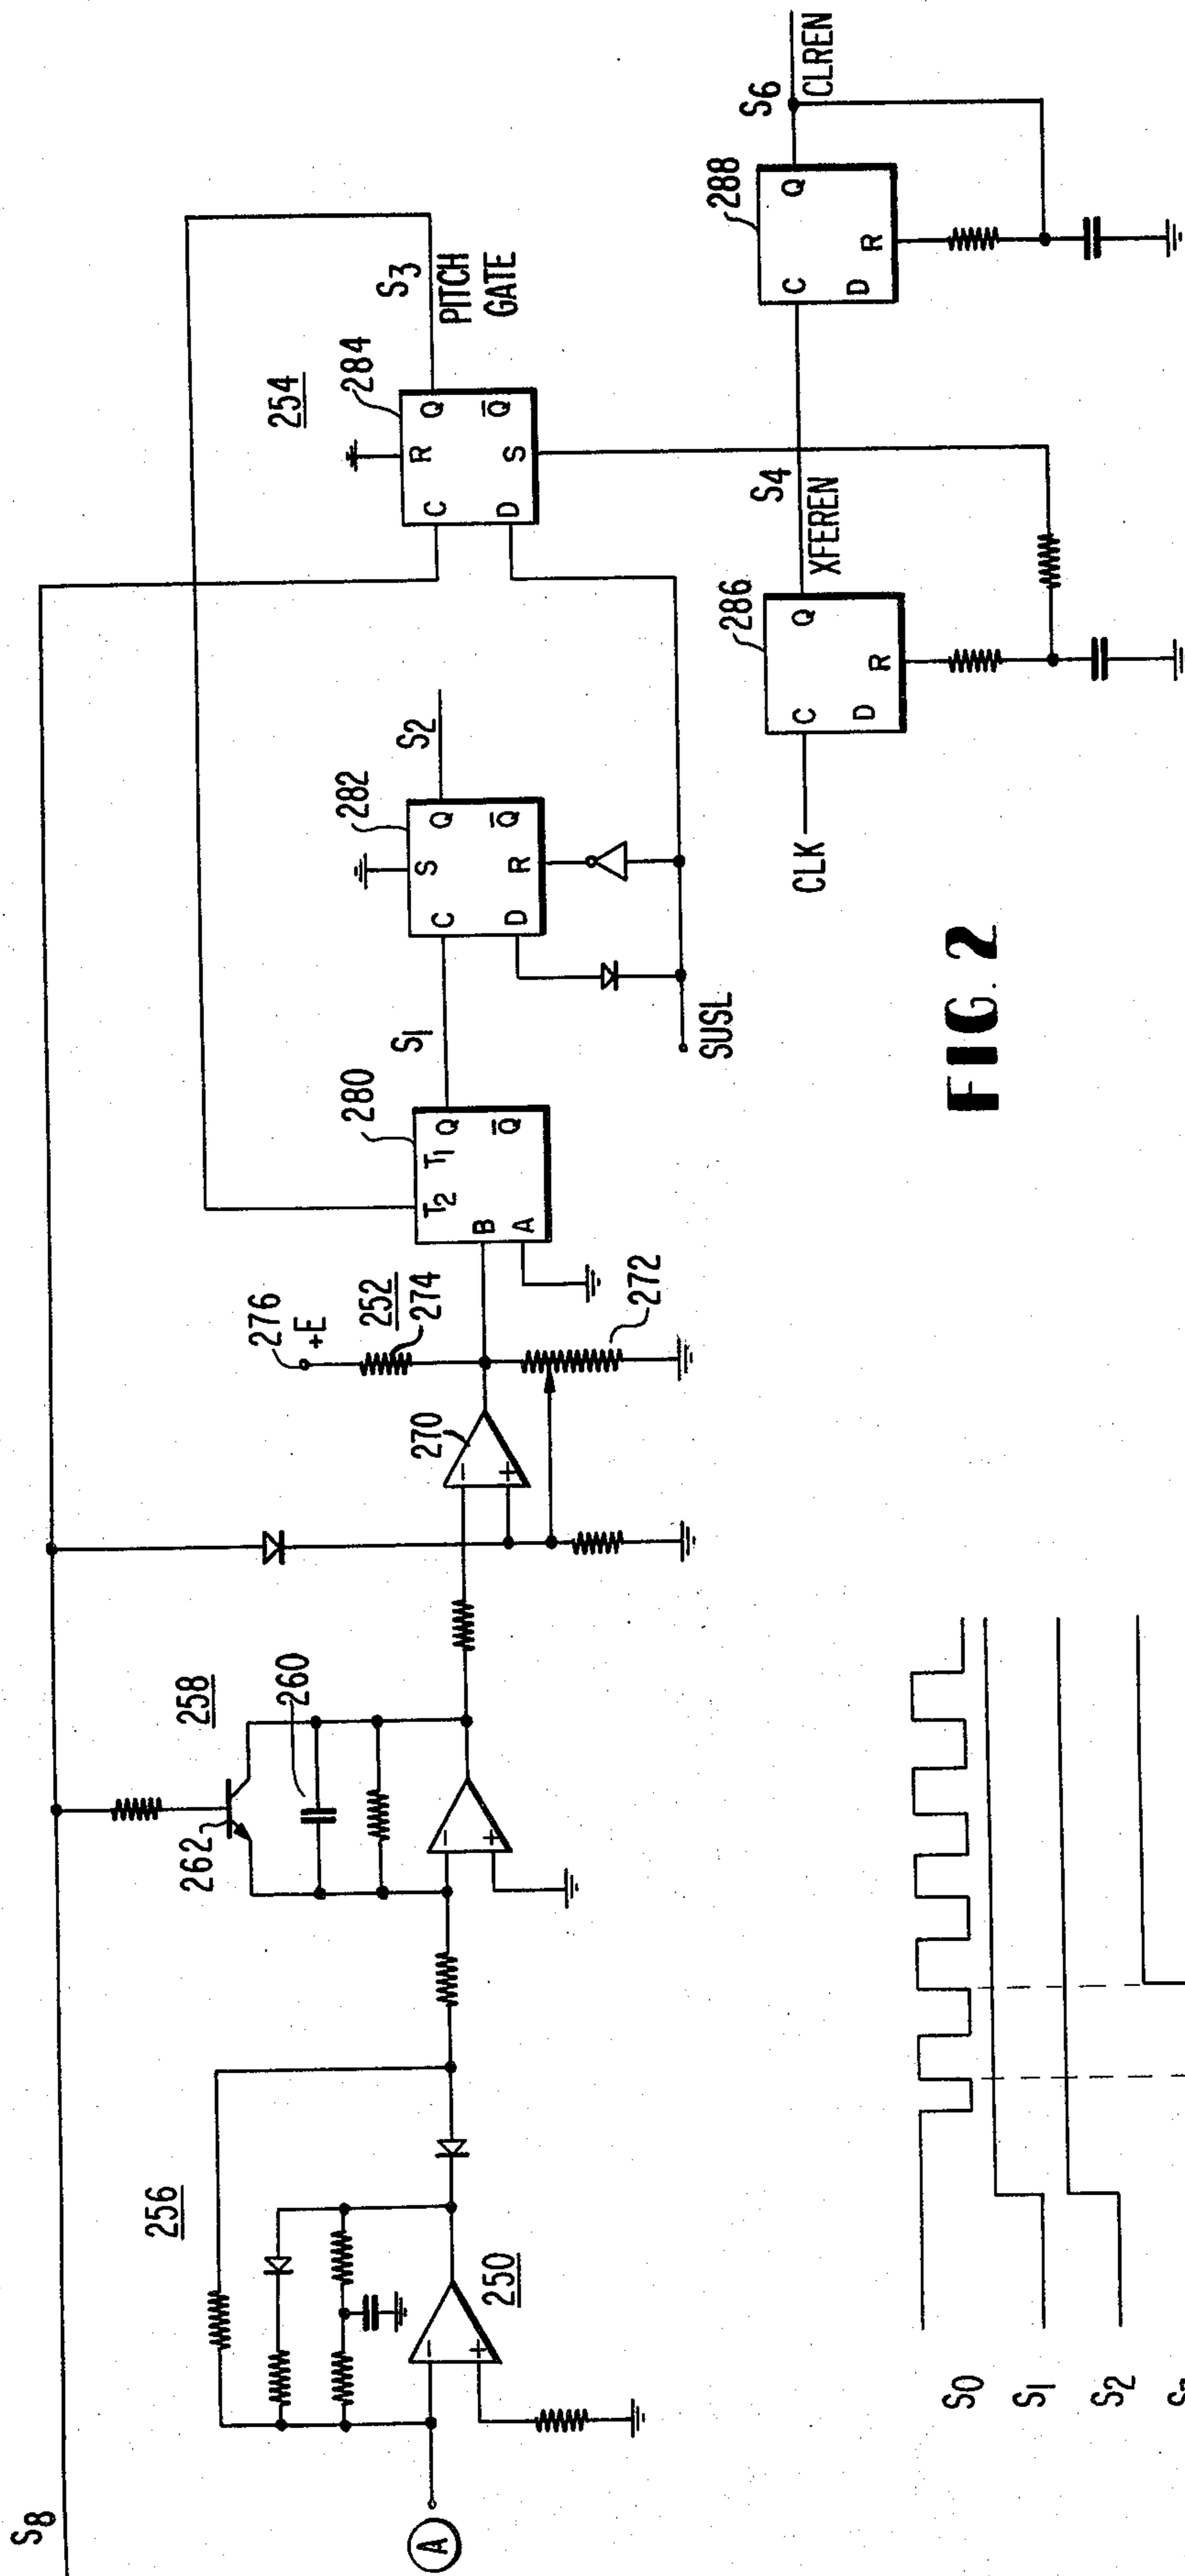 S8
A
256
250
258
262
260
270
276
+E
252
274
272
280
T2 T1
B
A
Q
Q̅
S1
282
S
C
D
Q
Q̅
R
S2
SUSL
254
284
R
C
D
Q
Q̅
S
S3
PITCH
GATE
CLK
286
C
D
Q
R
S4
XFEREN
288
C
D
Q
R
S6
CLREN
FIG. 2
S0
S1
S2